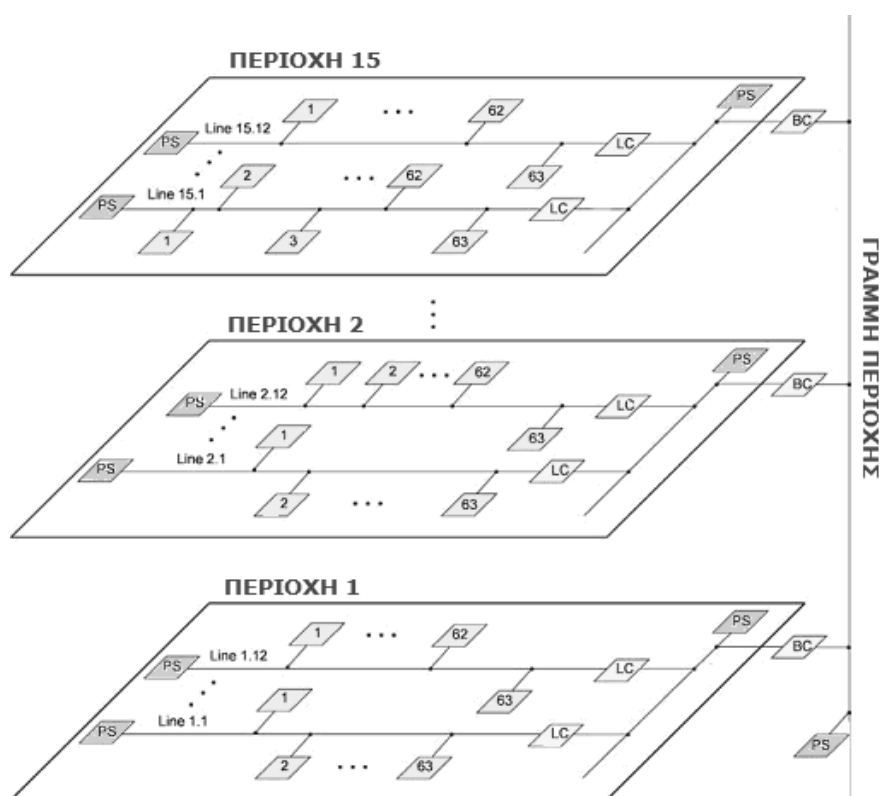 ΠΕΡΙΟΧΗ 15
PS
1 • • • 62
BC
PS Line 15.12
LC
2 • • • 62 63
PS Line 15.1
LC
1 3 63
ΓΡΑΜΜΗ ΠΕΡΙΟΧΗΣ
ΠΕΡΙΟΧΗ 2
PS
1 2 • • • 62
BC
PS Line 2.12
LC
1 63
PS Line 2.1
LC
2 • • • 63
ΠΕΡΙΟΧΗ 1
PS
1 • • • 62
BC
PS Line 1.12
LC
1 63
PS Line 1.1
LC
PS
2 • • • 63